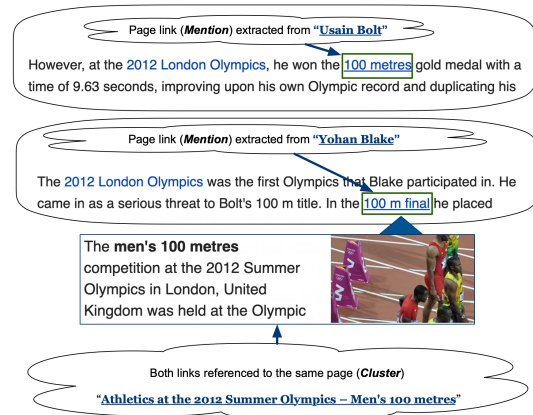 Page link (Mention) extracted from “Usain Bolt”
However, at the 2012 London Olympics, he won the 100 metres gold medal with a
time of 9.63 seconds, improving upon his own Olympic record and duplicating his
Page link (Mention) extracted from “Yohan Blake”
The 2012 London Olympics was the first Olympics that Blake participated in. He
came in as a serious threat to Bolt's 100 m title. In the 100 m final he placed
The men's 100 metres
competition at the 2012 Summer
Olympics in London, United
Kingdom was held at the Olympic
Both links referenced to the same page (Cluster)
“Athletics at the 2012 Summer Olympics – Men's 100 metres”